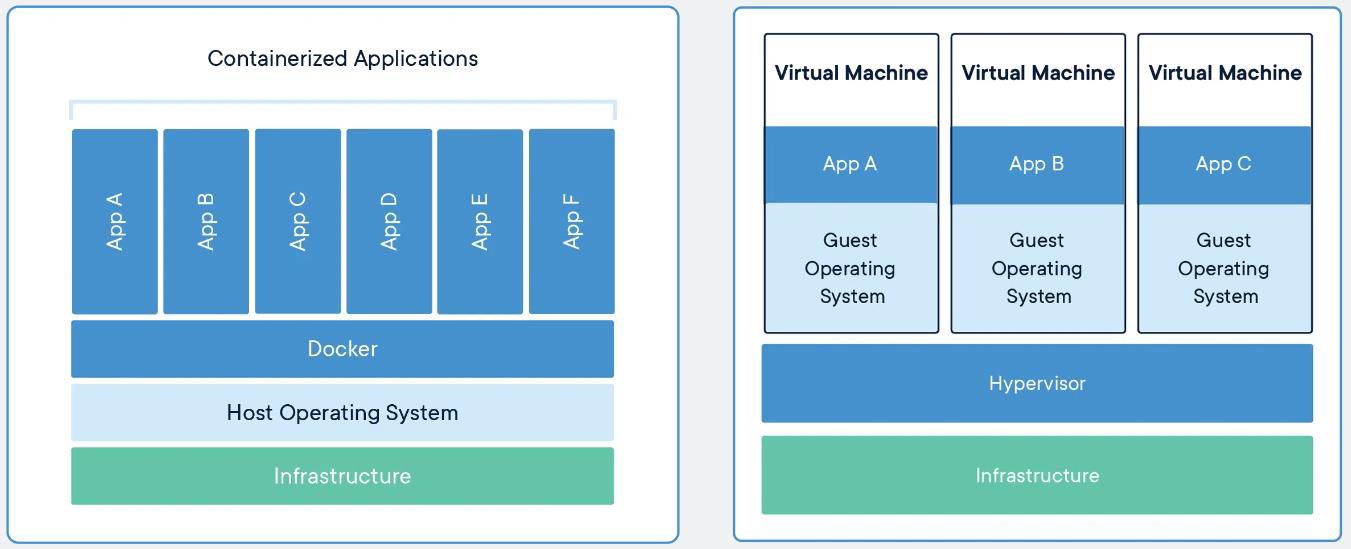 Containerized Applications
App A
App B
App C
App D
App E
App F
Docker
Host Operating System
Infrastructure
Virtual Machine
App A
Guest
Operating
System
Virtual Machine
App B
Guest
Operating
System
Virtual Machine
App C
Guest
Operating
System
Hypervisor
Infrastructure